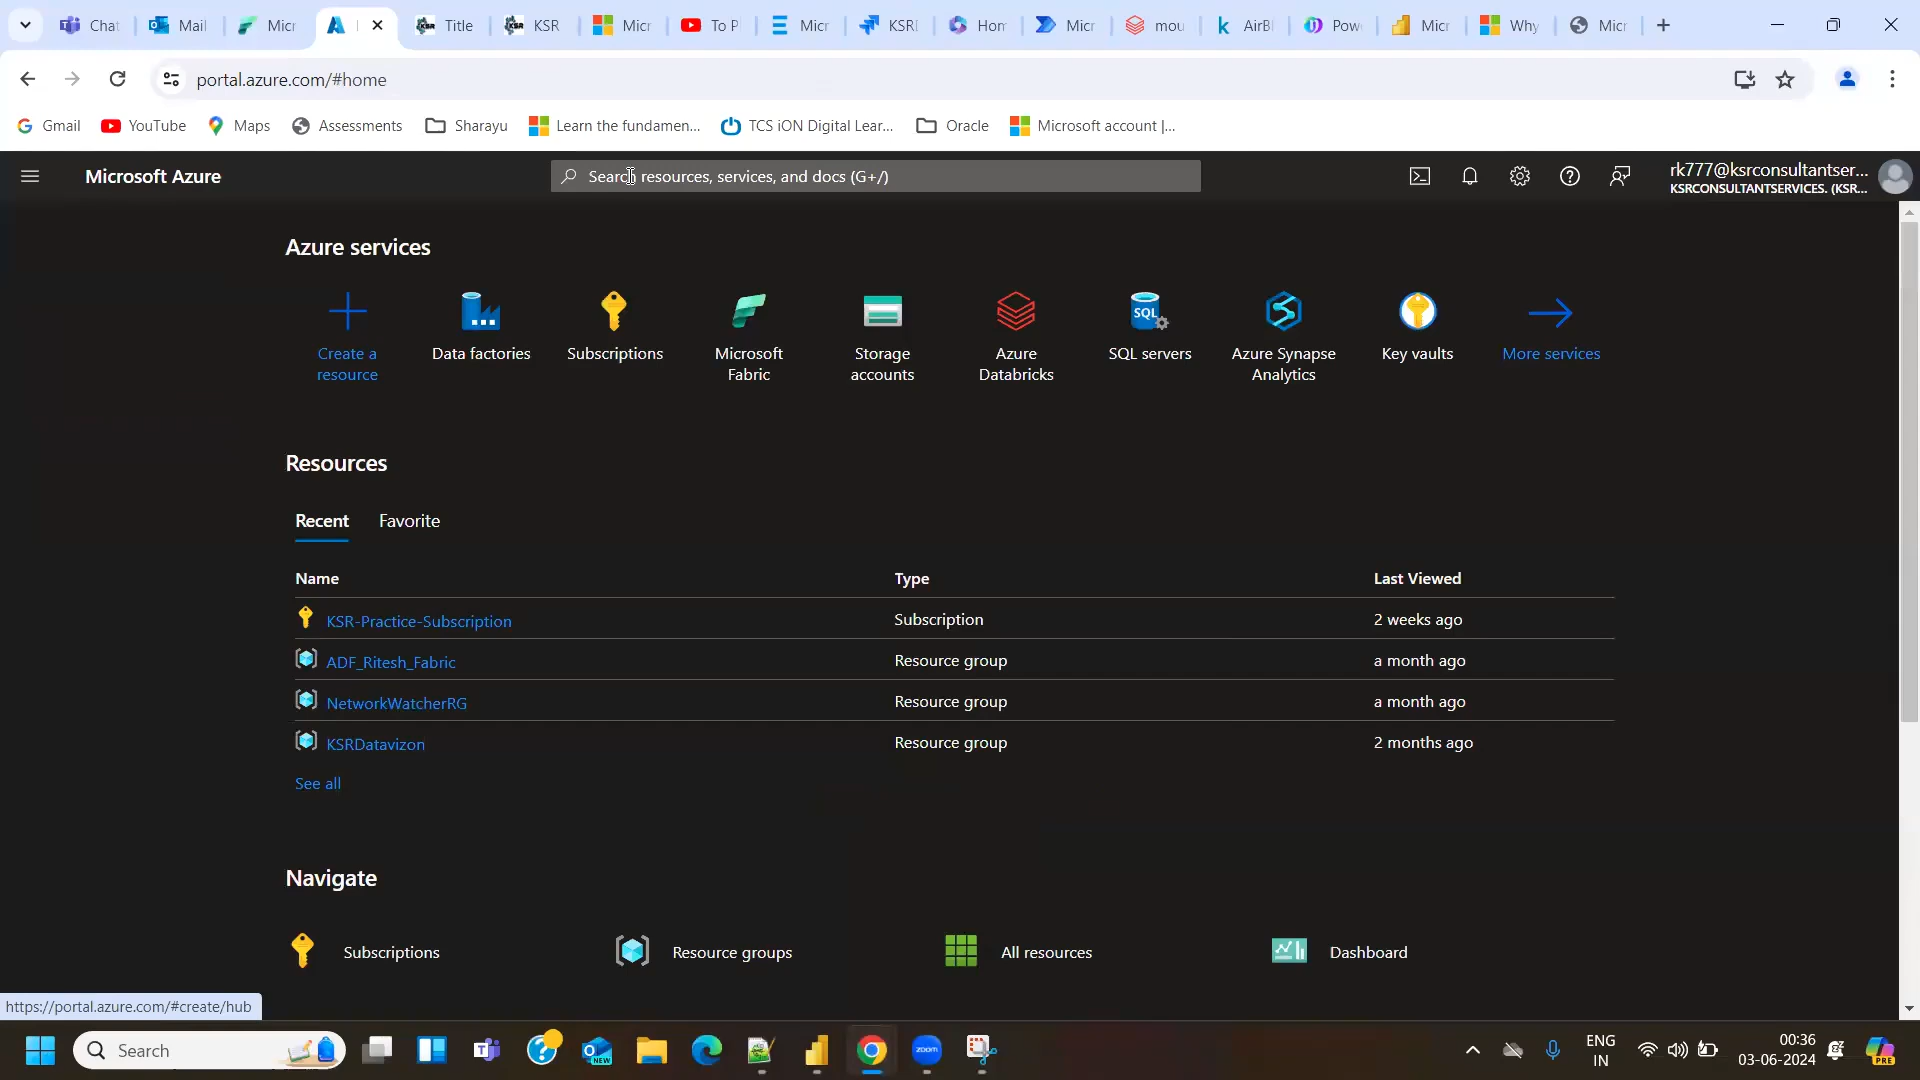 Chat
Mail
Micr
Title
KSR
Micr
To P
Micr
KSRI
Hom
Micr
mou
AirB
Pow
Micr
Why
Micr
portal.azure.com/#home
Gmail
YouTube
Maps
Assessments
Sharayu
Learn the fundamen...
TCS iON Digital Lear...
Oracle
Microsoft account |...
Microsoft Azure
Search resources, services, and docs (G+/)
rk777@ksrconsultantser...
KSRCONSULTANTSERVICES. (KSR...
Azure services
Create a
resource
Data factories
Subscriptions
Microsoft
Fabric
Storage
accounts
Azure
Databricks
SQL
SQL servers
Azure Synapse
Analytics
Key vaults
More services
Resources
Recent
Favorite
Name
Type
Last Viewed
KSR-Practice-Subscription
Subscription
2 weeks ago
ADF_Ritesh_Fabric
Resource group
a month ago
NetworkWatcherRG
Resource group
a month ago
KSRDatavizon
Resource group
2 months ago
See all
Navigate
Subscriptions
Resource groups
All resources
Dashboard
https://portal.azure.com/#create/hub
Search
NEW
zoom
ENG
IN
00:36
03-06-2024
PRE